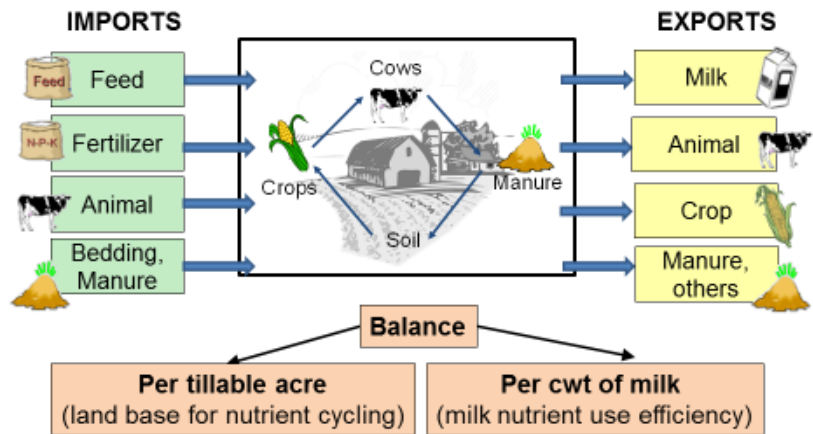 IMPORTS
EXPORTS
Feed
Feed
N-P-K
Fertilizer
Animal
Bedding,
Manure
Cows
Crops
Manure
Soil
Milk
Animal
Crop
Manure,
others
Balance
Per tillable acre
(land base for nutrient cycling)
Per cwt of milk
(milk nutrient use efficiency)